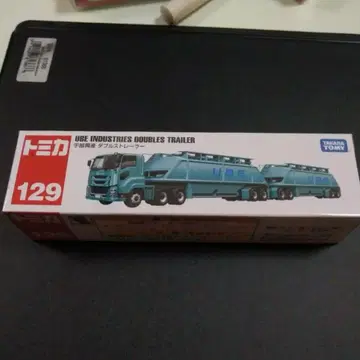 トミカ
129
UBE INDUSTRIES DOUBLES TRAILER
宇部興産 ダブルストレーラー
UBE
TAKARA TOMY